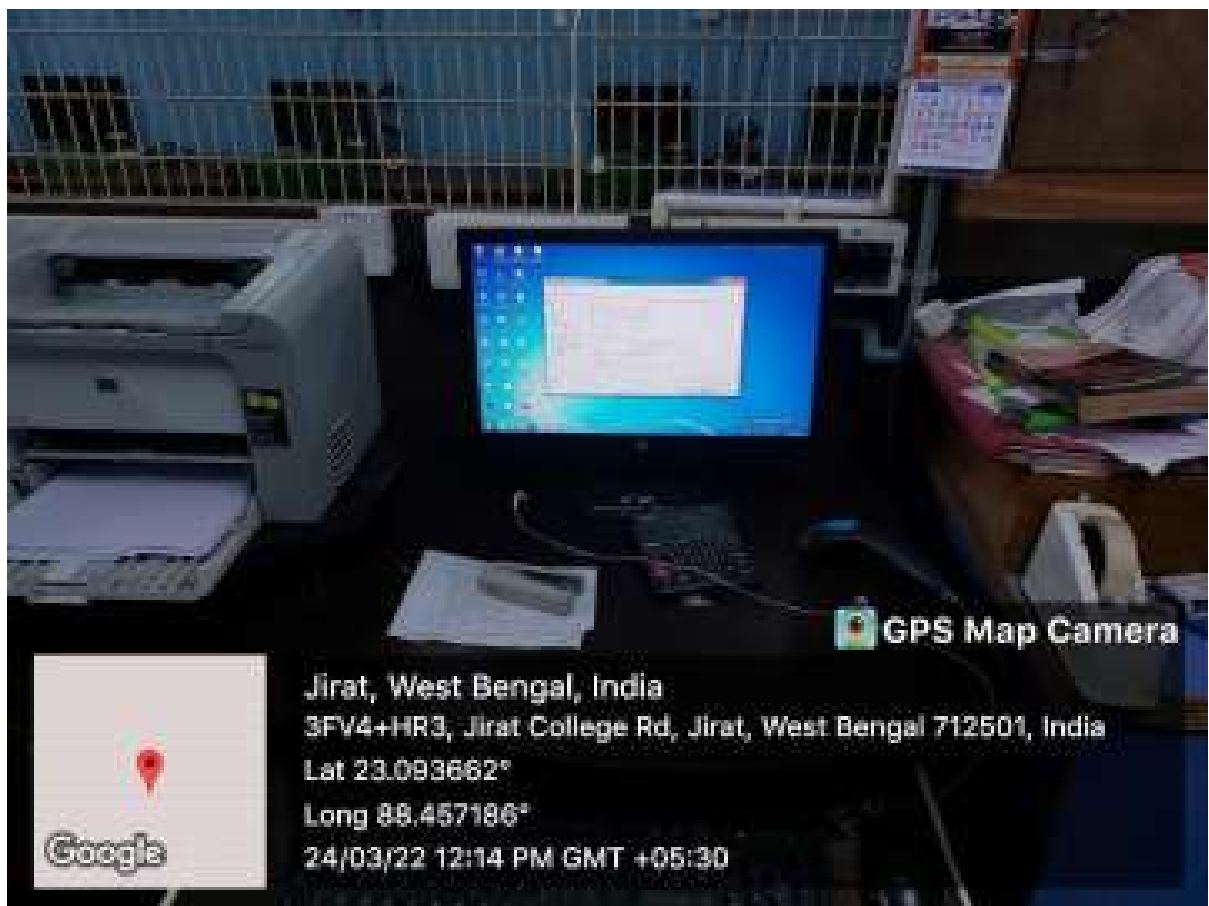 GPS Map Camera
Jirat, West Bengal, India
3FV4+HR3, Jirat College Rd, Jirat, West Bengal 712501, India
Lat 23.093662°
Long 88.457186°
24/03/22 12:14 PM GMT +05:30
Google